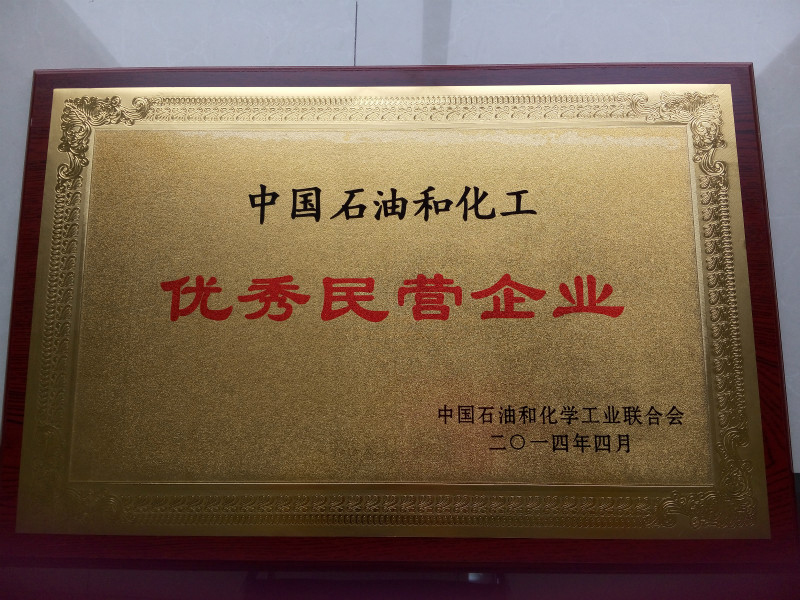 中国石油和化工
优秀民营企业
中国石油和化学工业联合会
二〇一四年四月